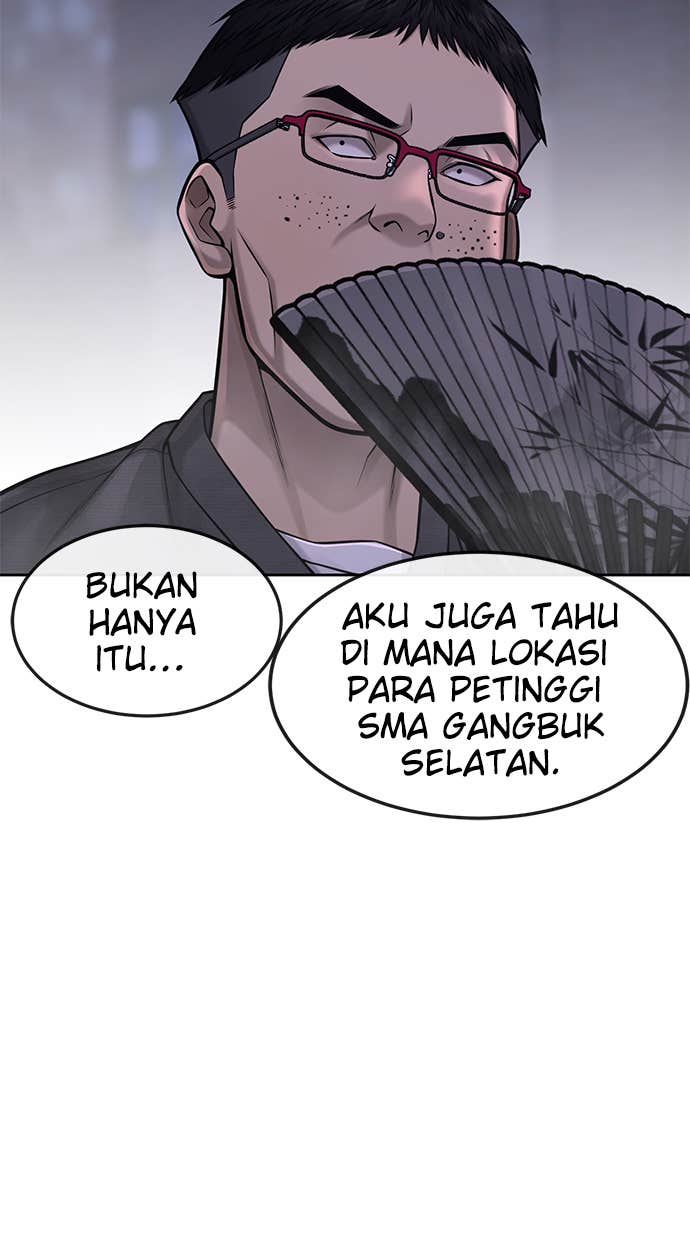 BUKAN
HANYA
ITU...
AKU JUGA TAHU
DI MANA LOKASI
PARA PETINGGI
SMA GANGBUK
SELATAN.